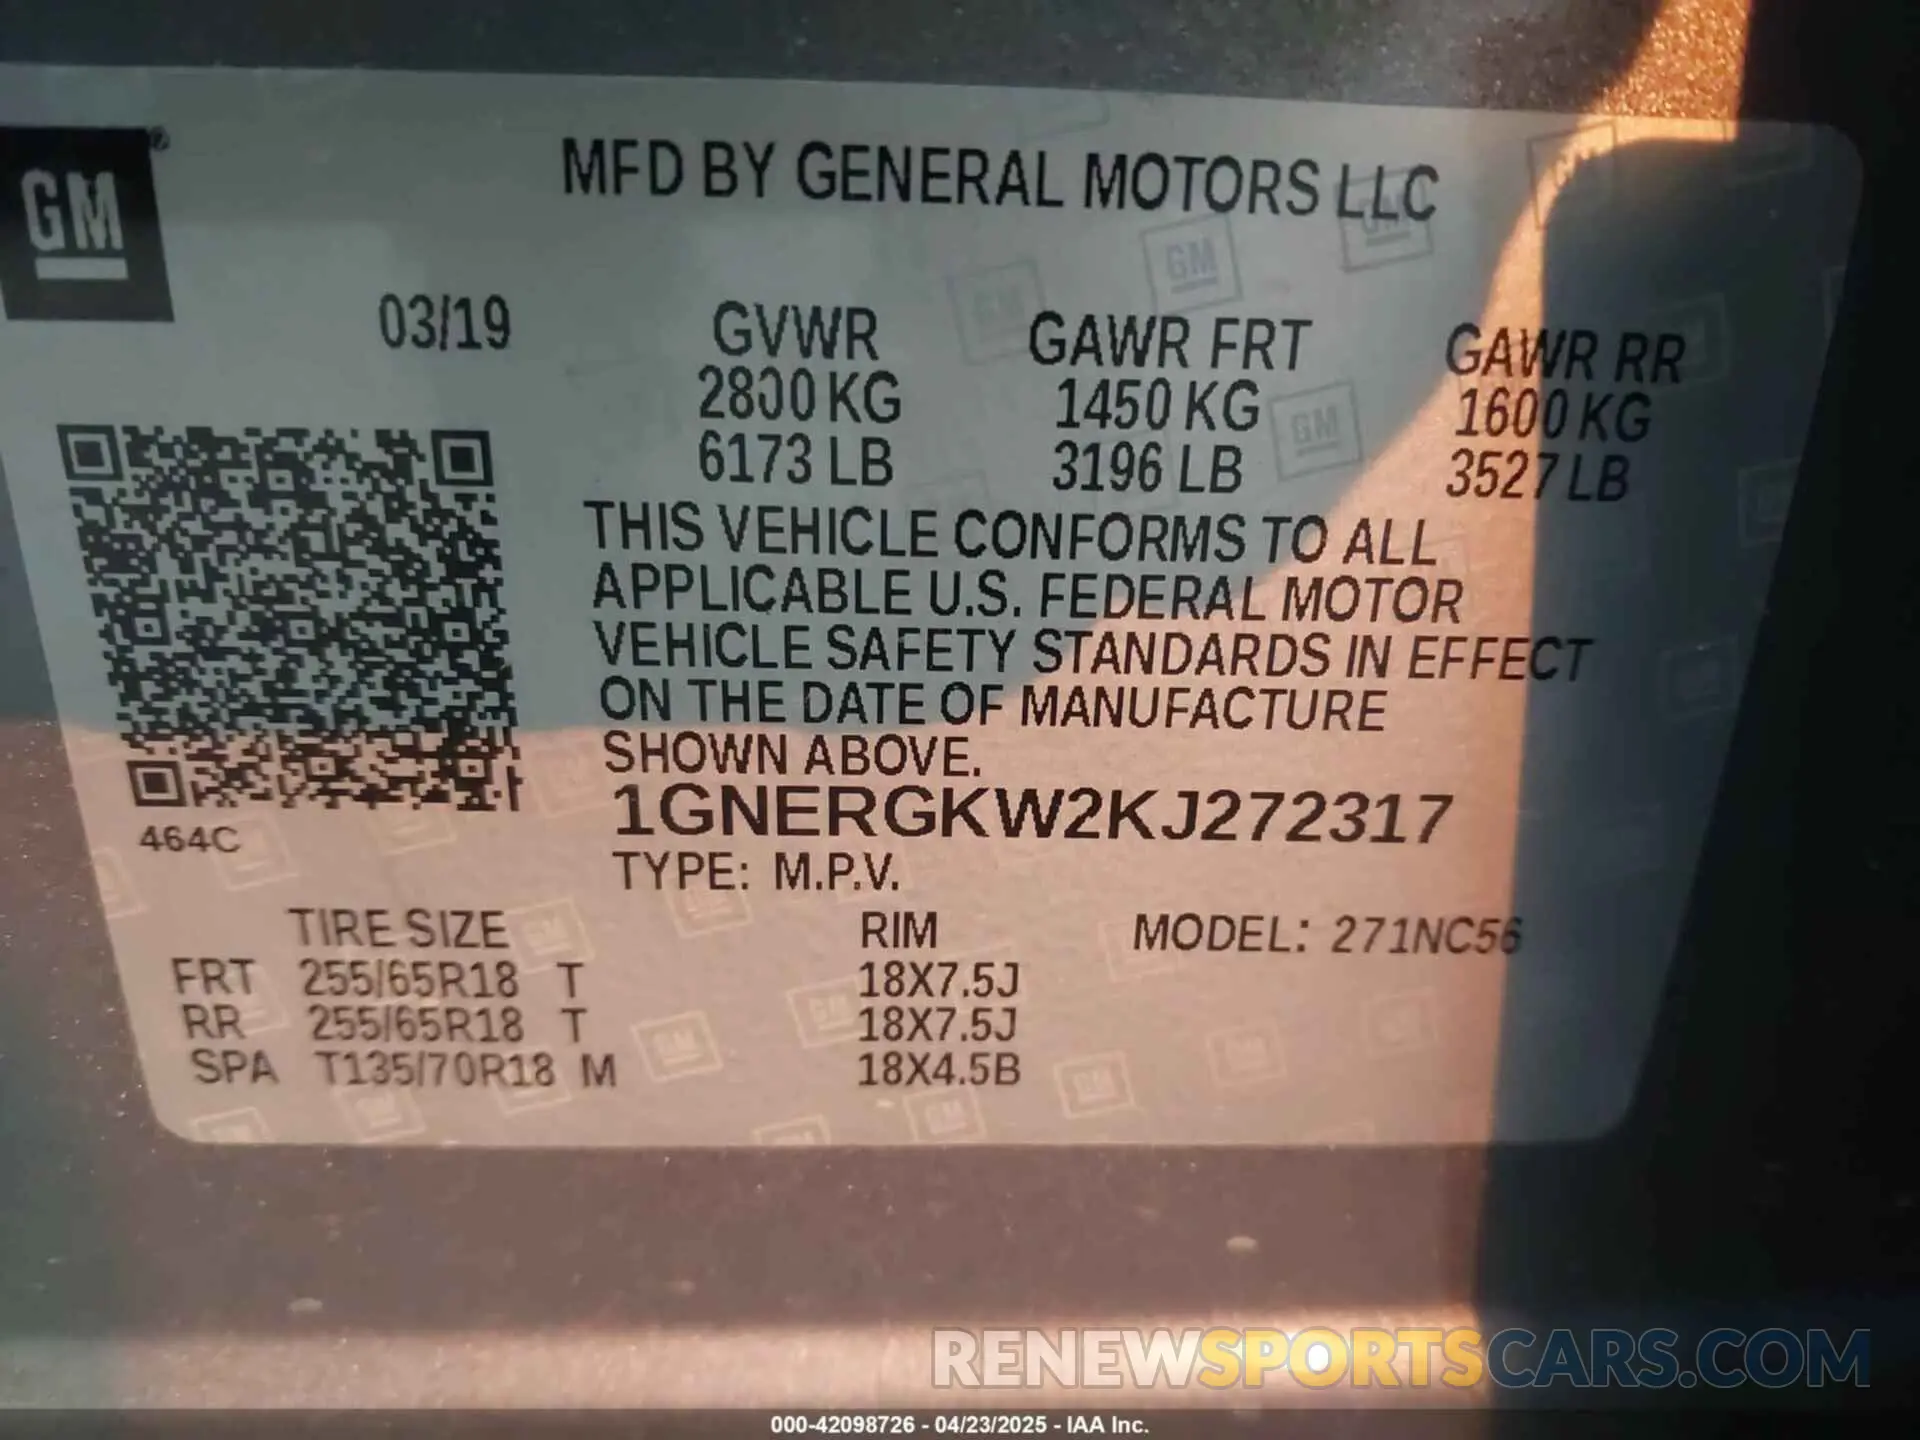 GM
MFD BY GENERAL MOTORS LLC
03/19 GVWR GAWR FRT GAWR RR
2800 KG 1450 KG 1600 KG
6173 LB 3196 LB 3527 LB
THIS VEHICLE CONFORMS TO ALL
APPLICABLE U.S. FEDERAL MOTOR
VEHICLE SAFETY STANDARDS IN EFFECT
ON THE DATE OF MANUFACTURE
SHOWN ABOVE.
1GNERGKW2KJ272317
464C
TYPE: M.P.V.
TIRE SIZE RIM MODEL: 271NC56
FRT 255/65R18 T 18X7.5J
RR 255/65R18 T 18X7.5J
SPA T135/70R18 M 18X4.5B
RENEWSPORTSCARS.COM
000-42098726 - 04/23/2025 - IAA Inc.